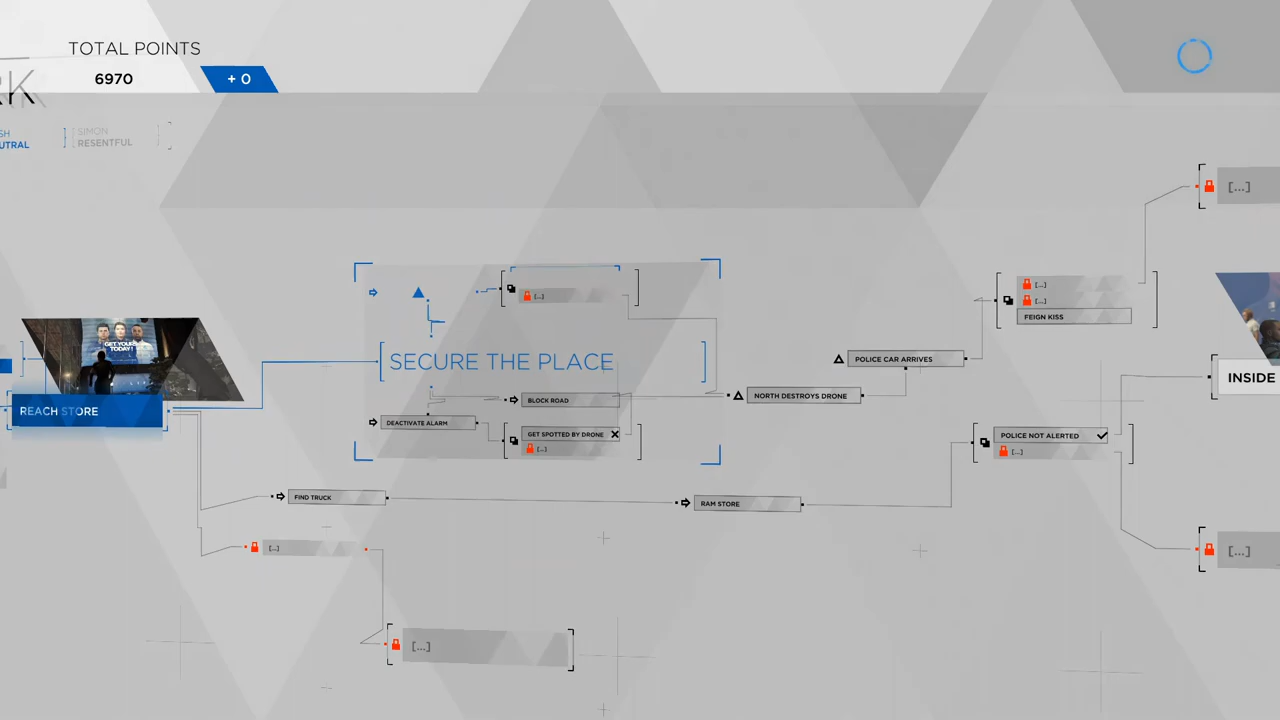 TOTAL POINTS
6970
+ 0
RK
SH
UTRAL
SIMON
RESENTFUL
[...]
[...]
[...]
[...]
FEIGN KISS
GET YOURS
TODAY!
SECURE THE PLACE
POLICE CAR ARRIVES
INSIDE
REACH STORE
BLOCK ROAD
NORTH DESTROYS DRONE
DEACTIVATE ALARM
GET SPOTTED BY DRONE
[...]
POLICE NOT ALERTED
[...]
FIND TRUCK
RAM STORE
[...]
[...]
[...]